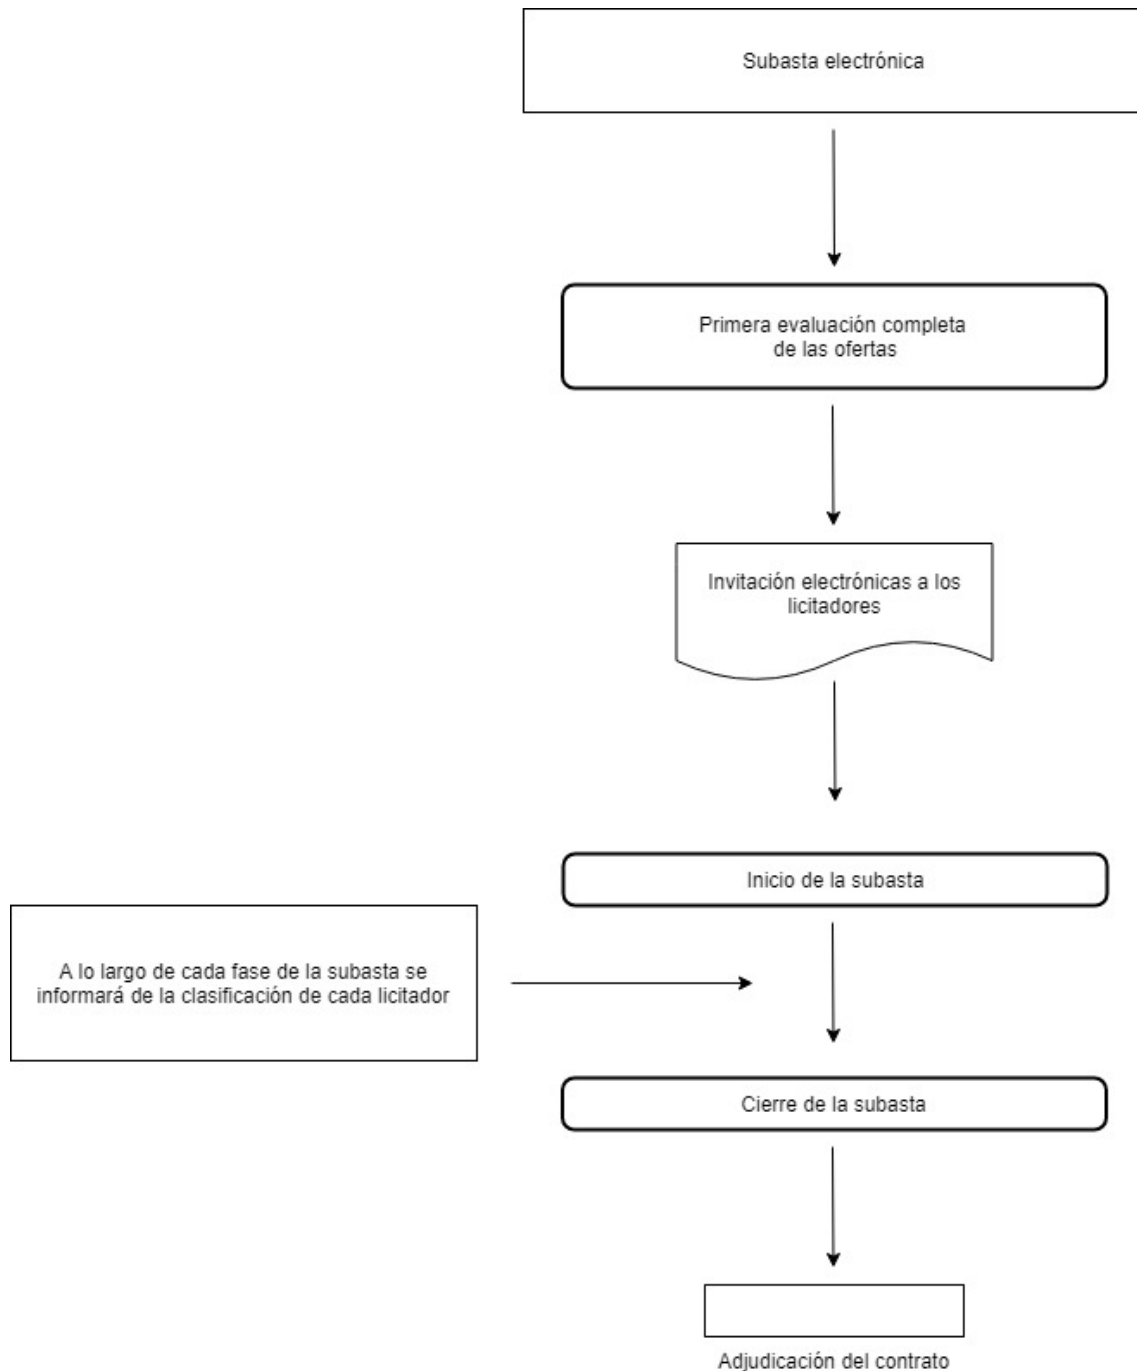 Subasta electrónica
Primera evaluación completa
de las ofertas
Invitación electrónicas a los
licitadores
Inicio de la subasta
A lo largo de cada fase de la subasta se
informará de la clasificación de cada licitador
Cierre de la subasta
Adjudicación del contrato